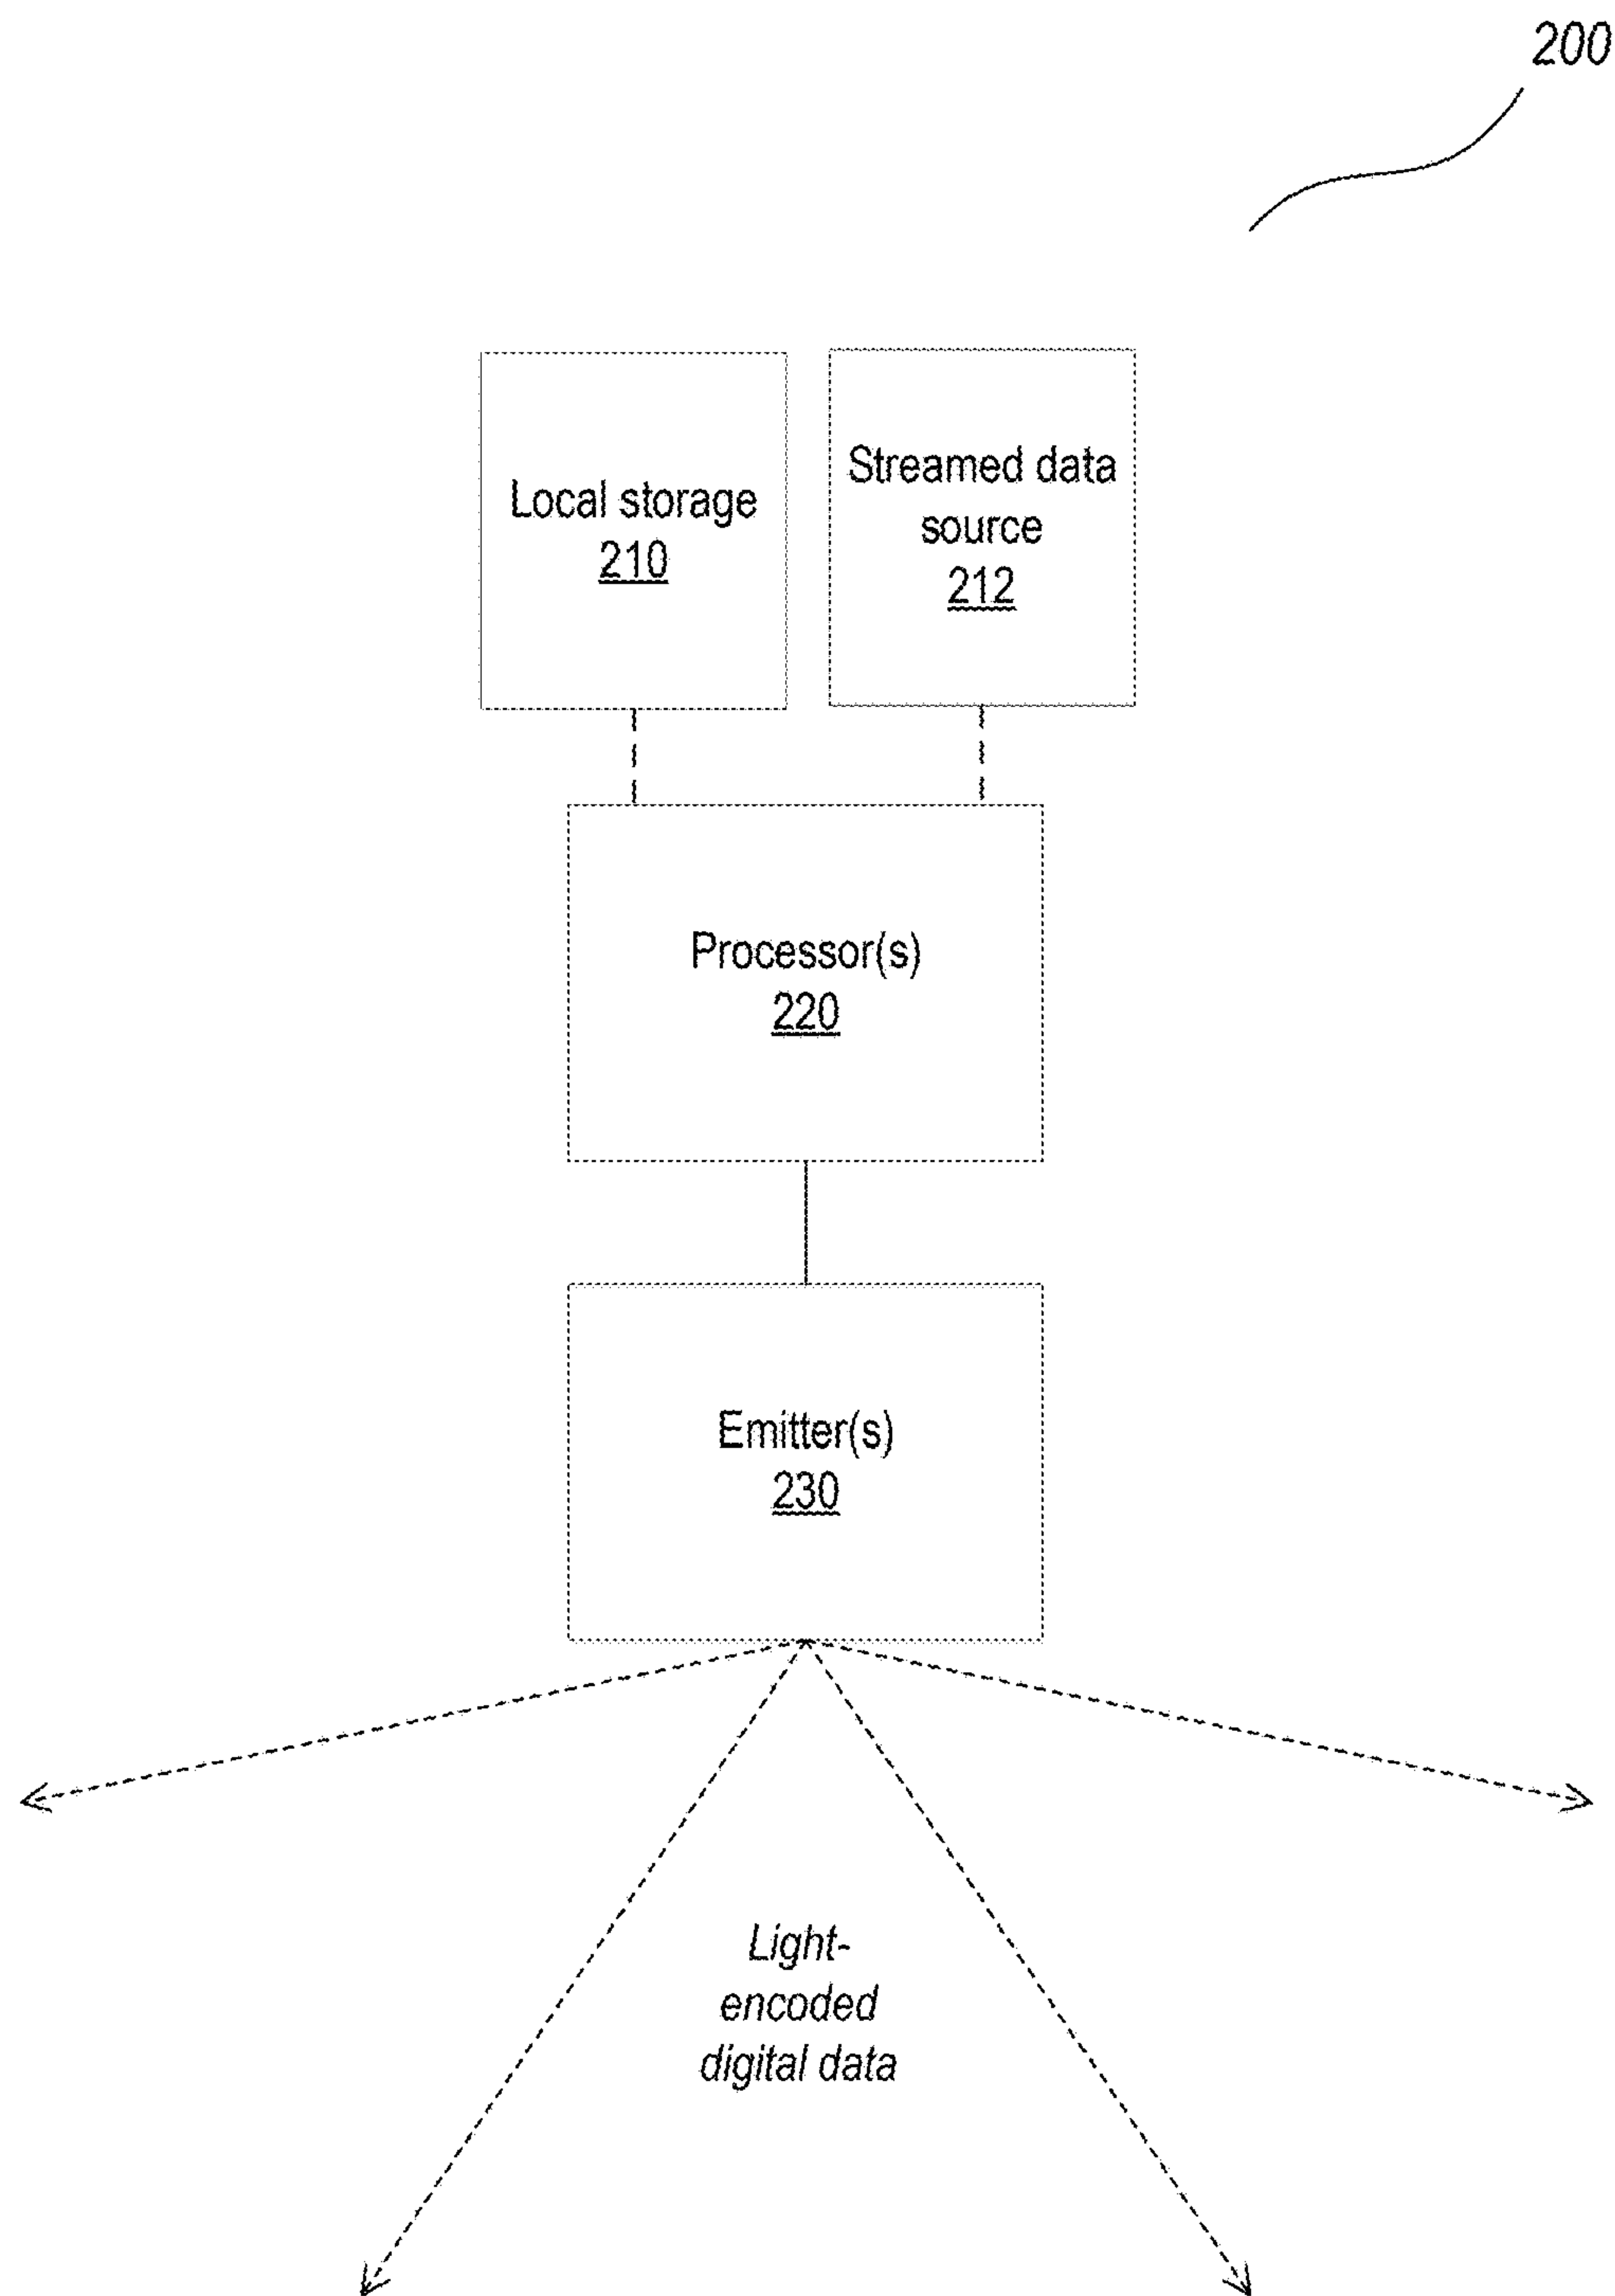 200
Local storage
210
Streamed data
source
212
Processor(s)
220
Emitter(s)
230
Light-
encoded
digital data